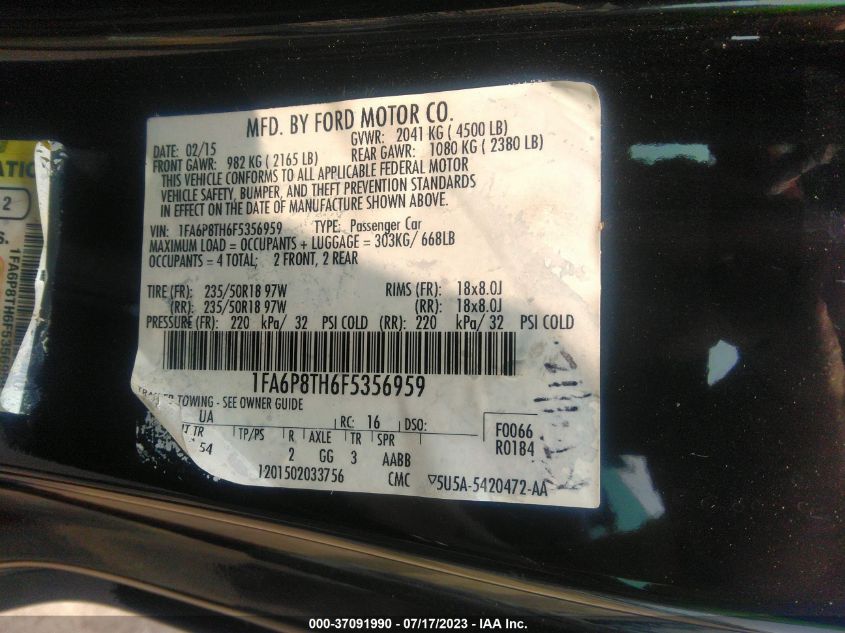 MFD. BY FORD MOTOR CO.
DATE: 02/15 GVWR: 2041 KG ( 4500 LB)
FRONT GAWR: 982 KG ( 2165 LB) REAR GAWR: 1080 KG ( 2380 LB)
THIS VEHICLE CONFORMS TO ALL APPLICABLE FEDERAL MOTOR
VEHICLE SAFETY, BUMPER, AND THEFT PREVENTION STANDARDS
IN EFFECT ON THE DATE OF MANUFACTURE SHOWN ABOVE.
VIN: 1FA6P8TH6F5356959 TYPE: Passenger Car
MAXIMUM LOAD = OCCUPANTS + LUGGAGE = 303KG/ 668LB
OCCUPANTS = 4 TOTAL; 2 FRONT, 2 REAR
TIRE (FR): 235/50R18 97W RIMS (FR): 18x8.0J
(RR): 235/50R18 97W (RR): 18x8.0J
PRESSURE (FR): 220 kPa/ 32 PSI COLD (RR): 220 kPa/ 32 PSI COLD
1FA6P8TH6F5356959
TOWING - SEE OWNER GUIDE
UA RC: 16 DSO: F0066
R0184
TR TP/PS R AXLE TR SPR
54 2 GG 3 AABB
1201502033756 CMC ▽5U5A-5420472-AA
2
S.
1FA6P8TH6F5356
000-37091990 - 07/17/2023 - IAA Inc.